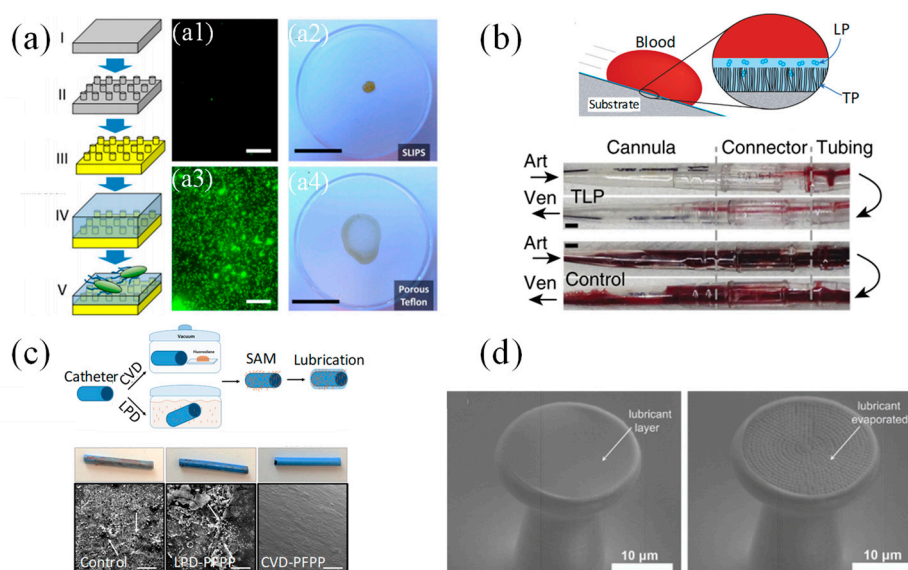 (a)
I
II
III
IV
V
(a1)
(a2)
SLIPS
(a3)
(a4)
Porous
Teflon
(b)
Blood
LP
Substrate
TP
Cannula
Connector
Tubing
Art
TLP
Ven
Art
Control
Ven
(c)
Vacuum
Catheter
CVD
LPD
SAM
Lubrication
Control
LPD-PFPP
CVD-PFPP
(d)
lubricant
layer
10 µm
lubricant
evaporated
10 µm